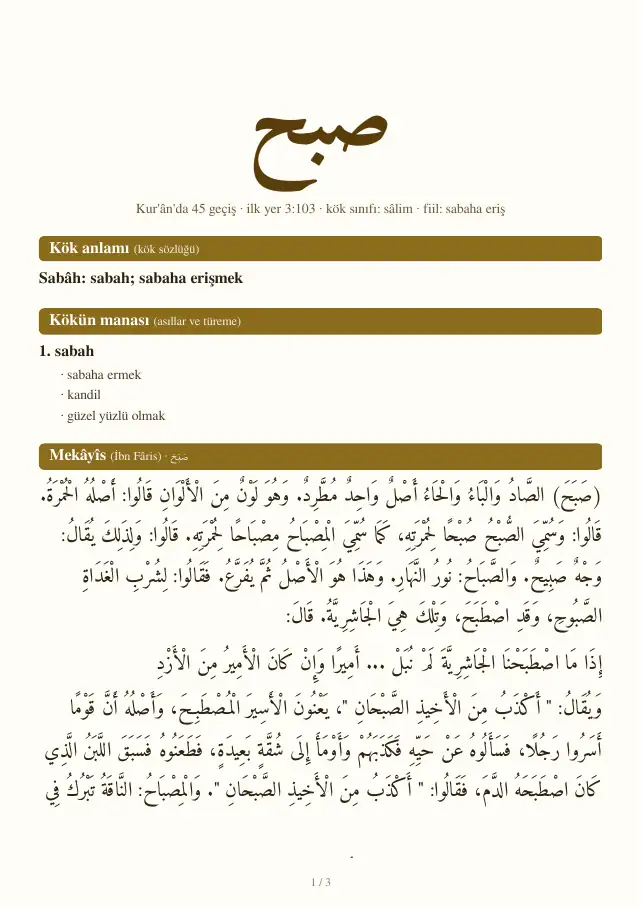 صبح
Kur'ân'da 45 geçiş · ilk yer 3:103 · kök sınıfı: sâlim · fiil: sabaha eriş
Kök anlamı (kök sözlüğü)
Sabâh: sabah; sabaha erişmek
Kökün manası (asıllar ve türeme)
1. sabah
· sabaha ermek
· kandil
· güzel yüzlü olmak
Mekâyîs (İbn Fâris) · صَبَحَ
(صَبَحَ) الصَّادُ وَالْبَاءُ وَالْحَاءُ أَصْلٌ وَاحِدٌ مُطَّرِدٌ. وَهُوَ لَوْنٌ مِنَ الْأَلْوَانِ قَالُوا: أَصْلُهُ الْحُمْرَةُ.
قَالُوا: وَسُمِّيَ الصُّبْحُ صُبْحًا لِحُمْرَتِهِ، كَمَا سُمِّيَ الْمِصْبَاحُ مِصْبَاحًا لِحُمْرَتِهِ. قَالُوا: وَلِذَلِكَ يُقَالُ:
وَجْهٌ صَبِيحٌ. وَالصَّبَاحُ: نُورُ النَّهَارِ. وَهَذَا هُوَ الْأَصْلُ ثُمَّ يُفَرَّعُ. فَقَالُوا: لِشُرْبِ الْغَدَاةِ
الصَّبُوحِ، وَقَدِ اصْطَبَحَ، وَتِلْكَ هِيَ الْجَاشِرِيَّةُ. قَالَ:
إِذَا مَا اصْطَبَحْنَا الْجَاشِرِيَّةَ لَمْ نُبَلْ ... أَمِيرًا وَإِنْ كَانَ الْأَمِيرُ مِنَ الْأَزْدِ
وَيُقَالُ: " أَكْذَبُ مِنَ الْأَخِيذِ الصَّبْحَانِ "، يَعْنُونَ الْأَسِيرَ الْمُصْطَبِحَ، وَأَصْلُهُ أَنَّ قَوْمًا
أَسَرُوا رَجُلًا، فَسَأَلُوهُ عَنْ حَيِّهِ فَكَذَبَهُمْ وَأَوْمَأَ إِلَى شُقَّةٍ بَعِيدَةٍ، فَطَعَنُوهُ فَسَبَقَ اللَّبَنُ الَّذِي
كَانَ اصْطَبَحَهُ الدَّمَ، فَقَالُوا: " أَكْذَبُ مِنَ الْأَخِيذِ الصَّبْحَانِ ". وَالْمِصْبَاحُ: النَّاقَةُ تَبْرُكُ فِي
1 / 3